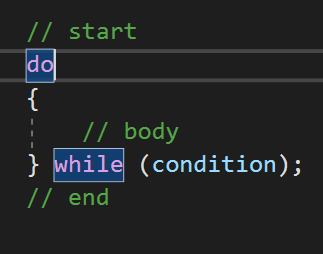 // start
do
{
    // body
} while (condition);
// end